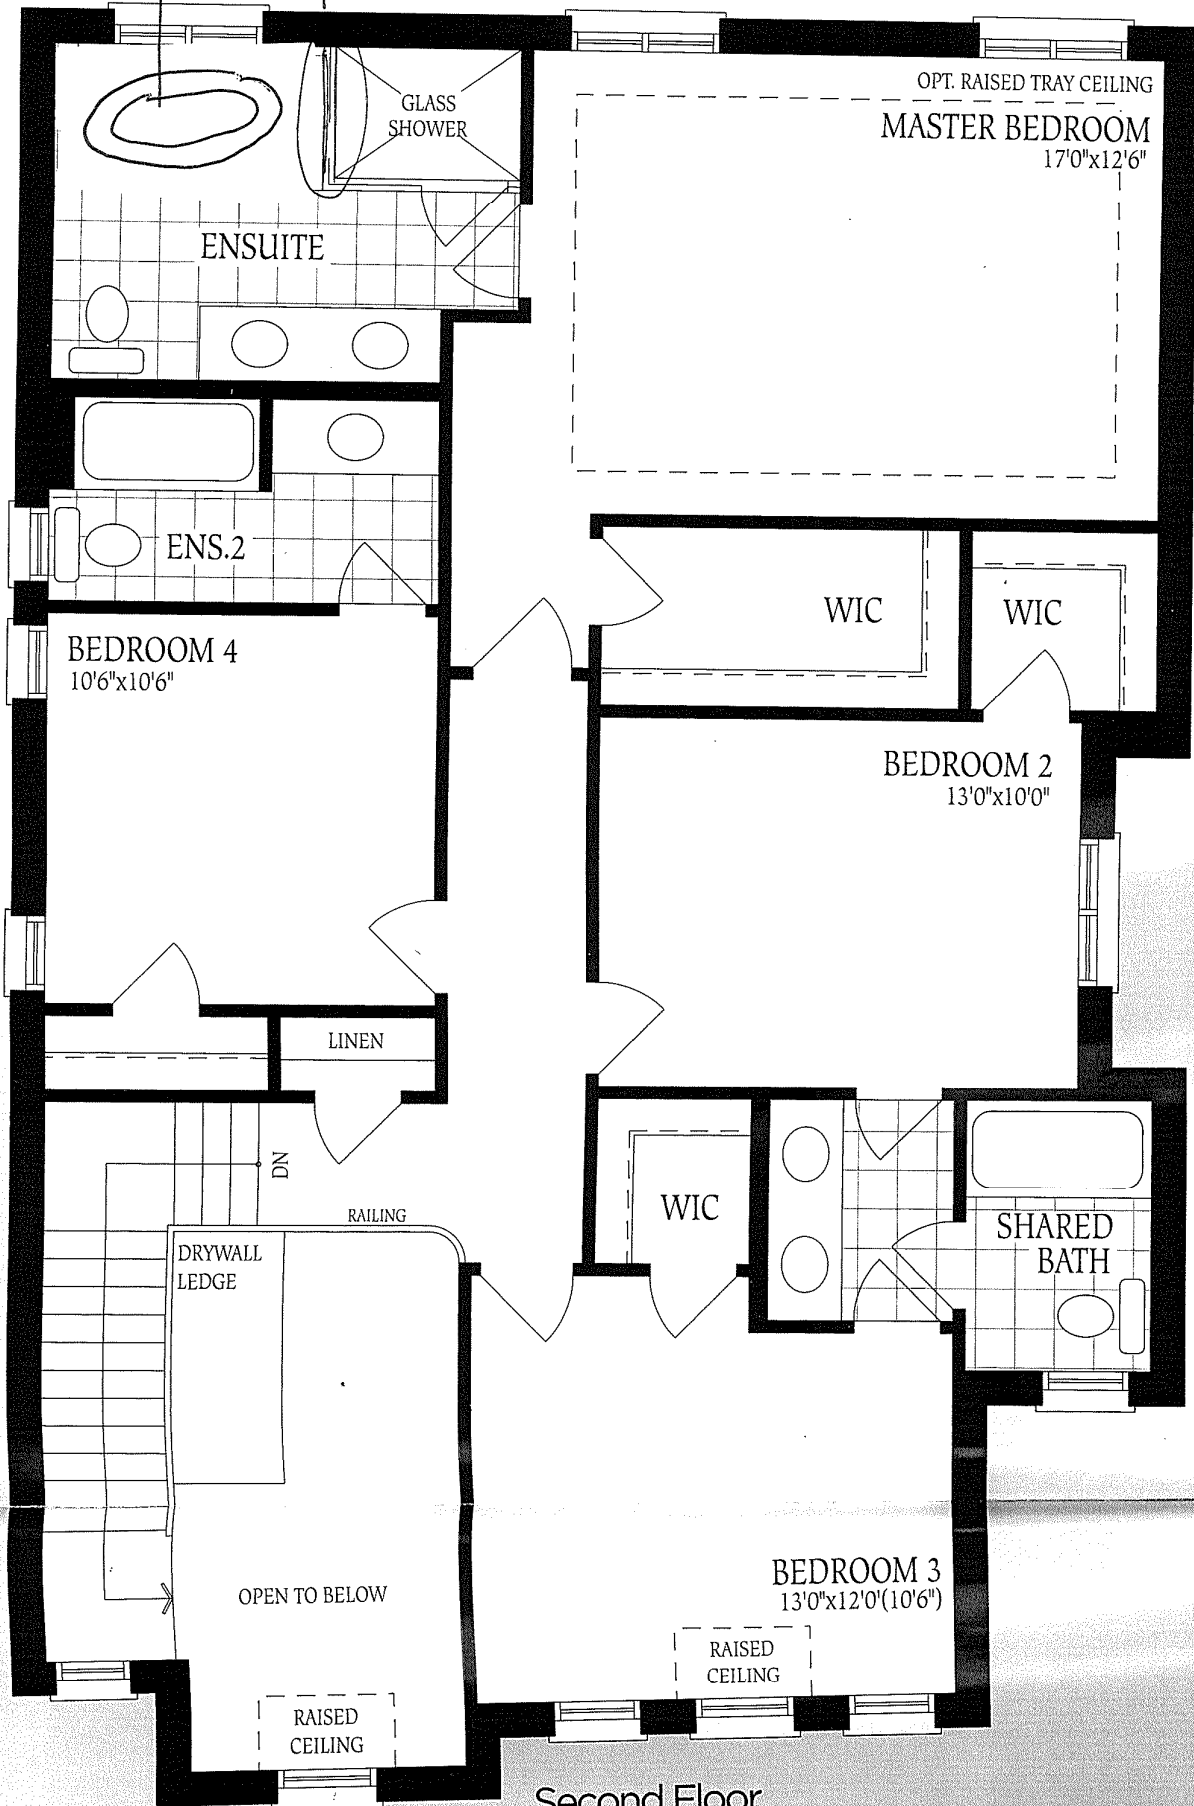 GLASS
SHOWER
OPT. RAISED TRAY CEILING
MASTER BEDROOM
17'0"x12'6"
ENSUITE
ENS.2
WIC
WIC
BEDROOM 4
10'6"x10'6"
BEDROOM 2
13'0"x10'0"
LINEN
DN
RAILING
WIC
SHARED
BATH
DRYWALL
LEDGE
OPEN TO BELOW
BEDROOM 3
13'0"x12'0'(10'6")
RAISED
CEILING
RAISED
CEILING
Second Floor